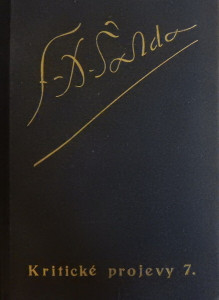 F. X. Šalda
Kritické projevy 7.